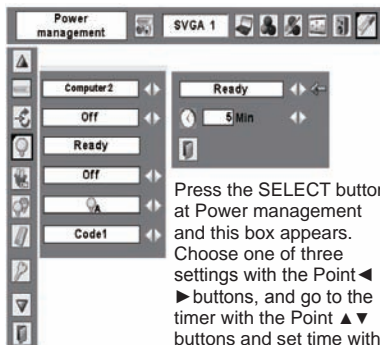 Power
management
SVGA 1
Computer2
Ready
Off
5 Min
Ready
Off
Code1
Press the SELECT button
at Power management
and this box appears.
Choose one of three
settings with the Point◄
►buttons, and go to the
timer with the Point ▲▼
buttons and set time with